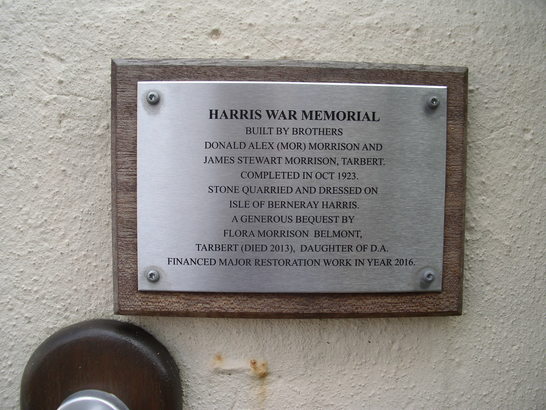 HARRIS WAR MEMORIAL
BUILT BY BROTHERS
DONALD ALEX (MOR) MORRISON AND
JAMES STEWART MORRISON, TARBERT.
COMPLETED IN OCT 1923.
STONE QUARRIED AND DRESSED ON
ISLE OF BERNERAY HARRIS.
A GENEROUS BEQUEST BY
FLORA MORRISON BELMONT,
TARBERT (DIED 2013), DAUGHTER OF D.A.
FINANCED MAJOR RESTORATION WORK IN YEAR 2016.